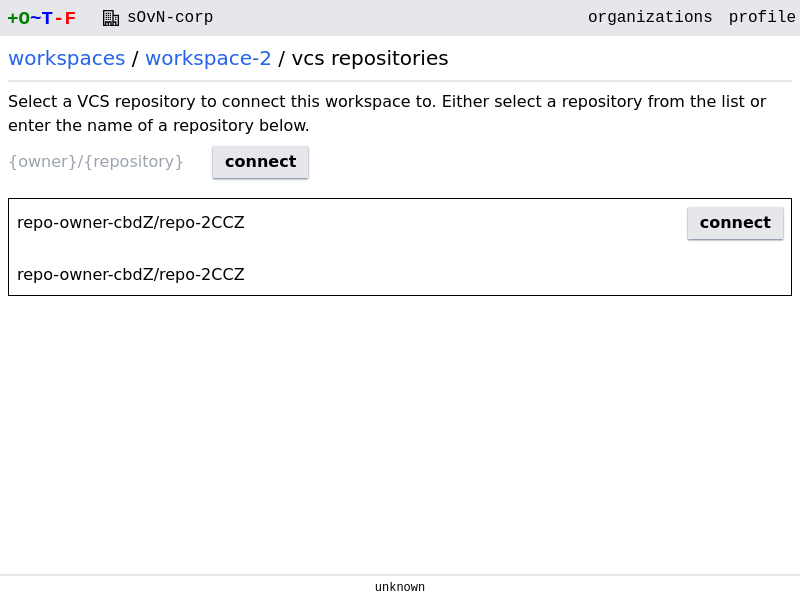 +O~T-F sOvN-corp organizations profile
workspaces / workspace-2 / vcs repositories
Select a VCS repository to connect this workspace to. Either select a repository from the list or
enter the name of a repository below.
{owner}/{repository} connect
repo-owner-cbdZ/repo-2CCZ connect
repo-owner-cbdZ/repo-2CCZ
unknown